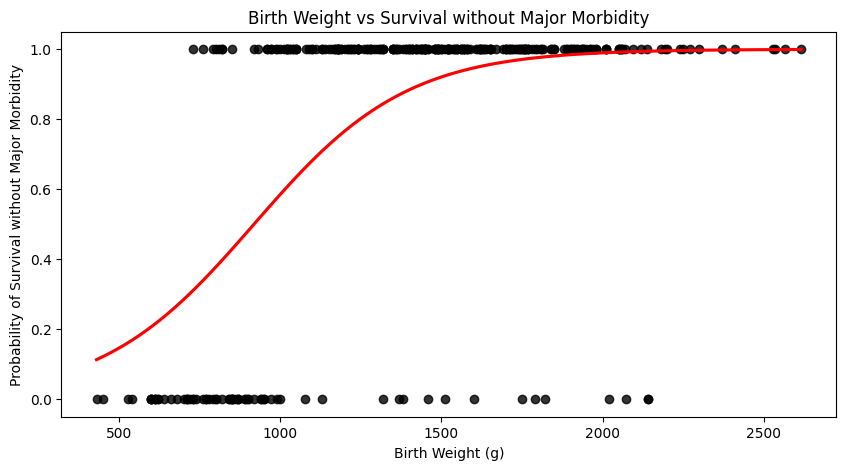 Birth Weight vs Survival without Major Morbidity
Probability of Survival without Major Morbidity
1.0
0.8
0.6
0.4
0.2
0.0
500 1000 1500 2000 2500
Birth Weight (g)